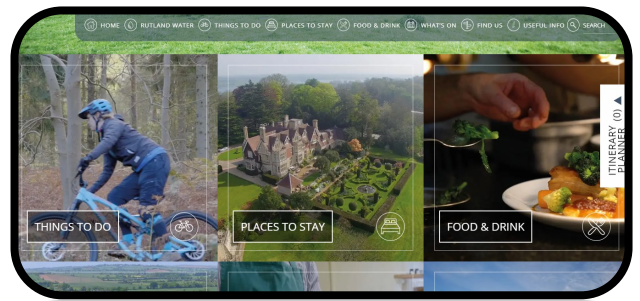 HOME RUTLAND WATER THINGS TO DO PLACES TO STAY FOOD & DRINK WHAT'S ON FIND US USEFUL INFO SEARCH
ITINERARY PLANNER (0)
THINGS TO DO
PLACES TO STAY
FOOD & DRINK